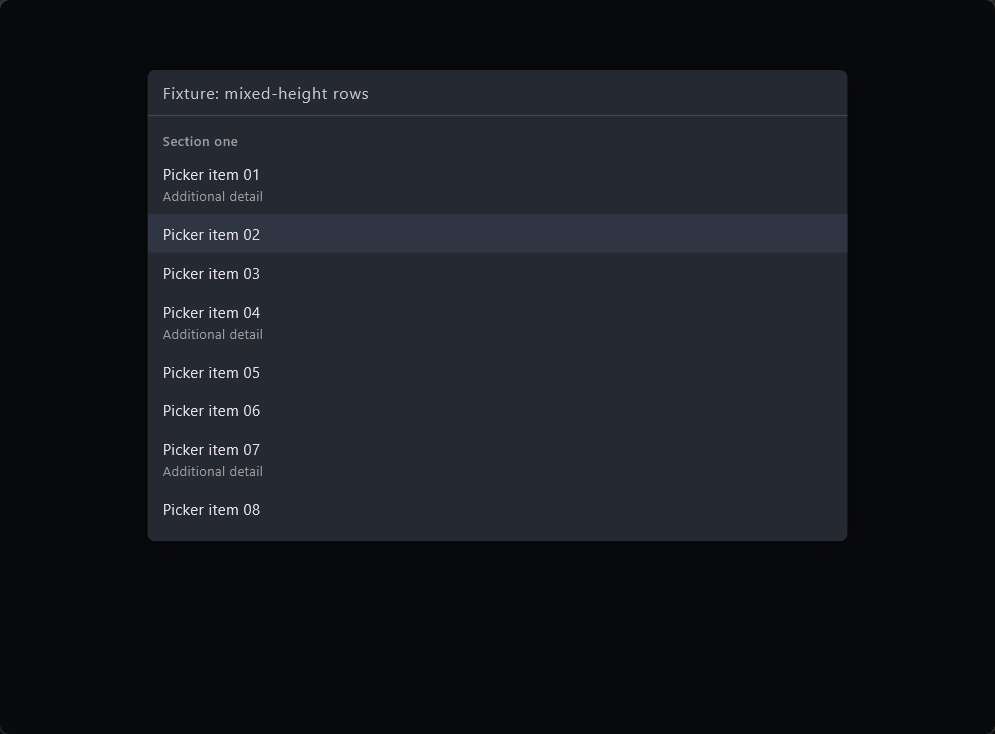 Fixture: mixed-height rows
Section one
Picker item 01
Additional detail
Picker item 02
Picker item 03
Picker item 04
Additional detail
Picker item 05
Picker item 06
Picker item 07
Additional detail
Picker item 08